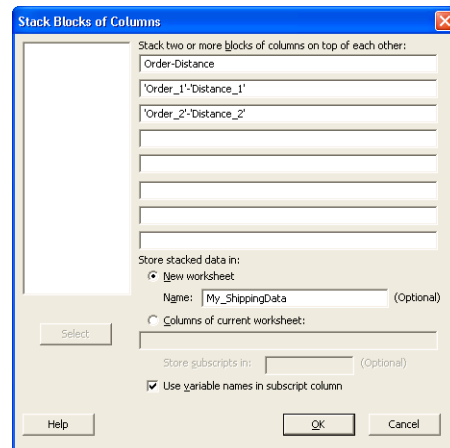 Stack Blocks of Columns
Stack two or more blocks of columns on top of each other:
Order-Distance
'Order_1'-'Distance_1'
'Order_2'-'Distance_2'
Store stacked data in:
New worksheet
Name: My_ShippingData (Optional)
Columns of current worksheet:
Select
Store subscripts in: (Optional)
Use variable names in subscript column
Help OK Cancel